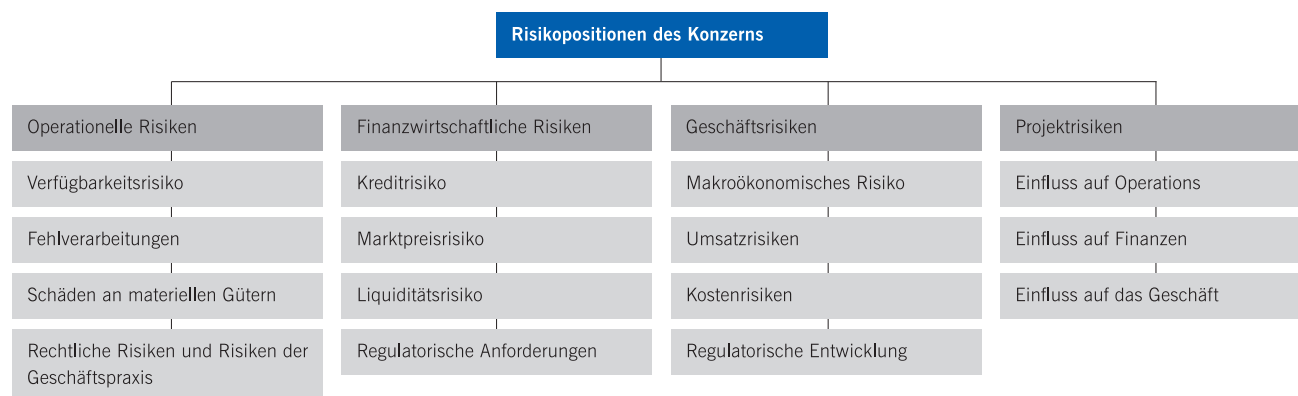 Risikopositionen des Konzerns
Operationelle Risiken
Verfügbarkeitsrisiko
Fehlverarbeitungen
Schäden an materiellen Gütern
Rechtliche Risiken und Risiken der
Geschäftspraxis
Finanzwirtschaftliche Risiken
Kreditrisiko
Marktpreisrisiko
Liquiditätsrisiko
Regulatorische Anforderungen
Geschäftsrisiken
Makroökonomisches Risiko
Umsatzrisiken
Kostenrisiken
Regulatorische Entwicklung
Projektrisiken
Einfluss auf Operations
Einfluss auf Finanzen
Einfluss auf das Geschäft